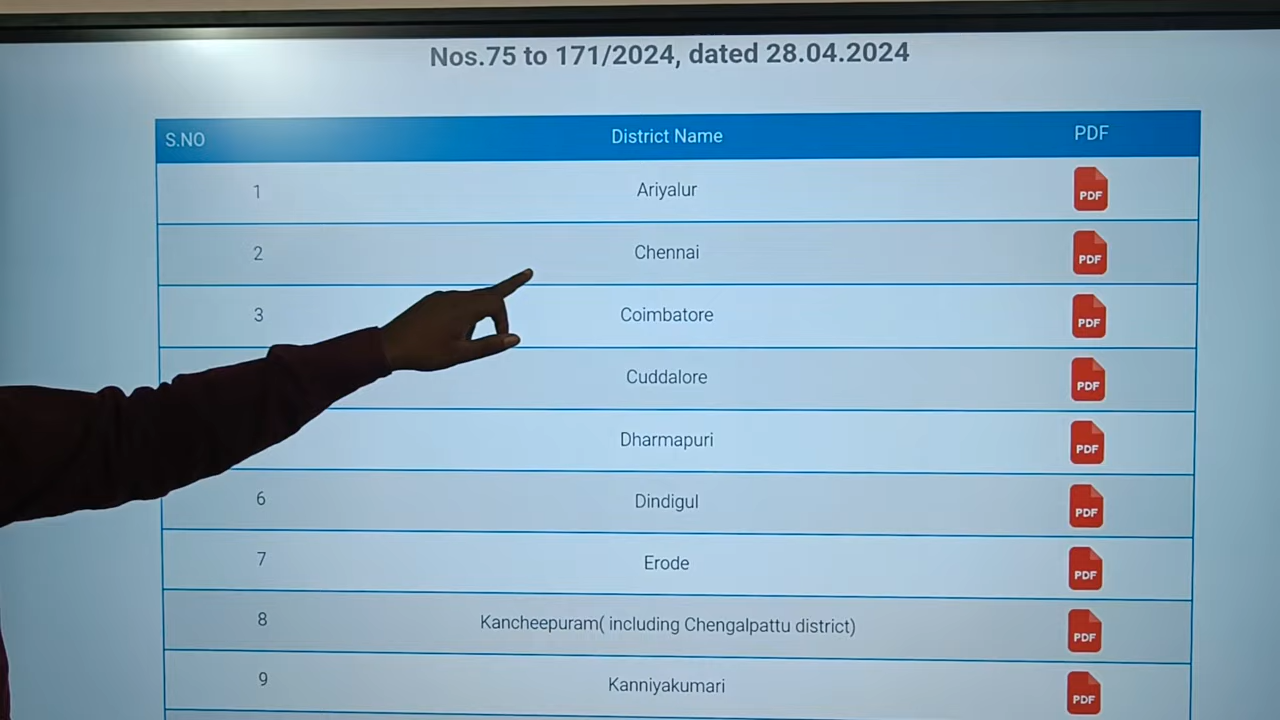 Nos.75 to 171/2024, dated 28.04.2024
S.NO District Name PDF
1 Ariyalur PDF
2 Chennai PDF
3 Coimbatore PDF
Cuddalore PDF
Dharmapuri PDF
6 Dindigul PDF
7 Erode PDF
8 Kancheepuram( including Chengalpattu district) PDF
9 Kanniyakumari PDF